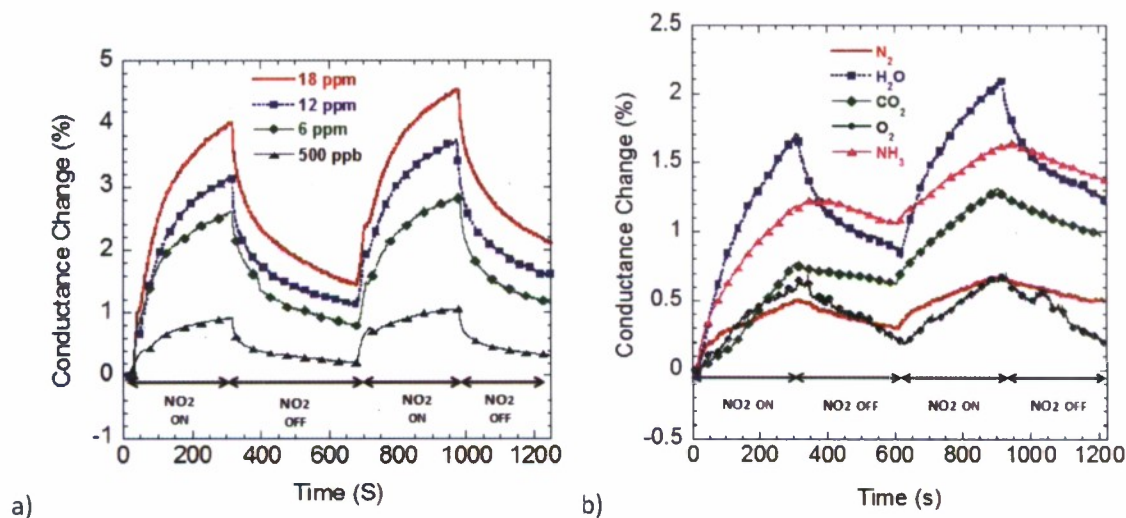 5
4
3
2
1
0
-1
Conductance Change (%)
18 ppm
12 ppm
6 ppm
500 ppb
NO2
ON
NO2
OFF
NO2
ON
NO2
OFF
0 200 400 600 800 1000
Time (S)
a)
2.5
2
1.5
1
0.5
0
-0.5
Conductance Change (%)
N₂
H₂O
CO₂
O₂
NH₃
NO2 ON NO2 OFF NO2 ON NO2 OFF
0 200 400 600 800 1000 1200
Time (s)
b)